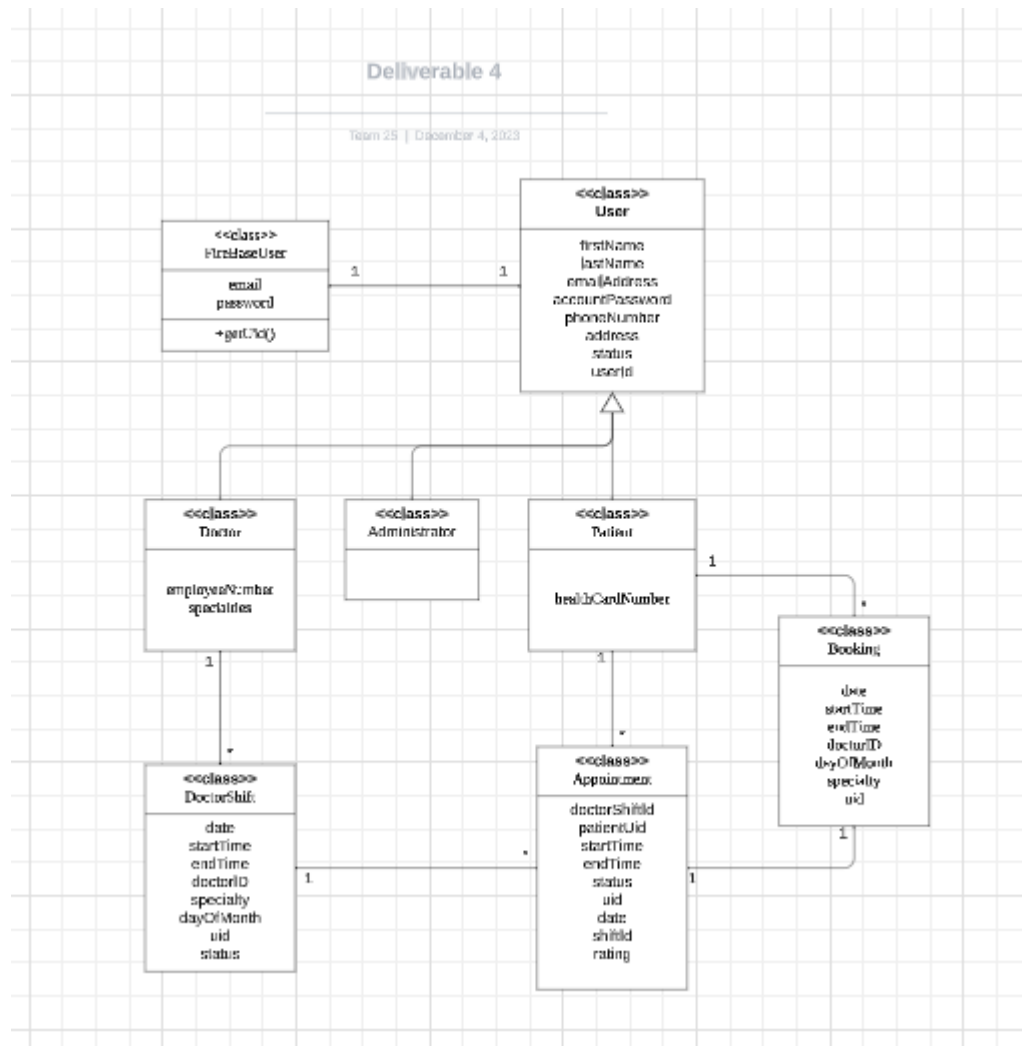 Deliverable 4
Team 25 | December 4, 2023
<<class>>
User
firstName
lastName
emailAddress
accountPassword
phoneNumber
address
status
userId
<<class>>
FireBaseUser
email
password
+getUid()
1
1
<<class>>
Doctor
employeeNumber
specialties
<<class>>
Administrator
<<class>>
Patient
healthCardNumber
1
*
<<class>>
Booking
date
startTime
endTime
doctorID
dayOfMonth
specialty
uid
1
*
<<class>>
DoctorShift
date
startTime
endTime
doctorID
specialty
dayOfMonth
uid
status
1
*
<<class>>
Appointment
doctorShiftId
patientUid
startTime
endTime
status
uid
date
shiftId
rating
1
*
1
1